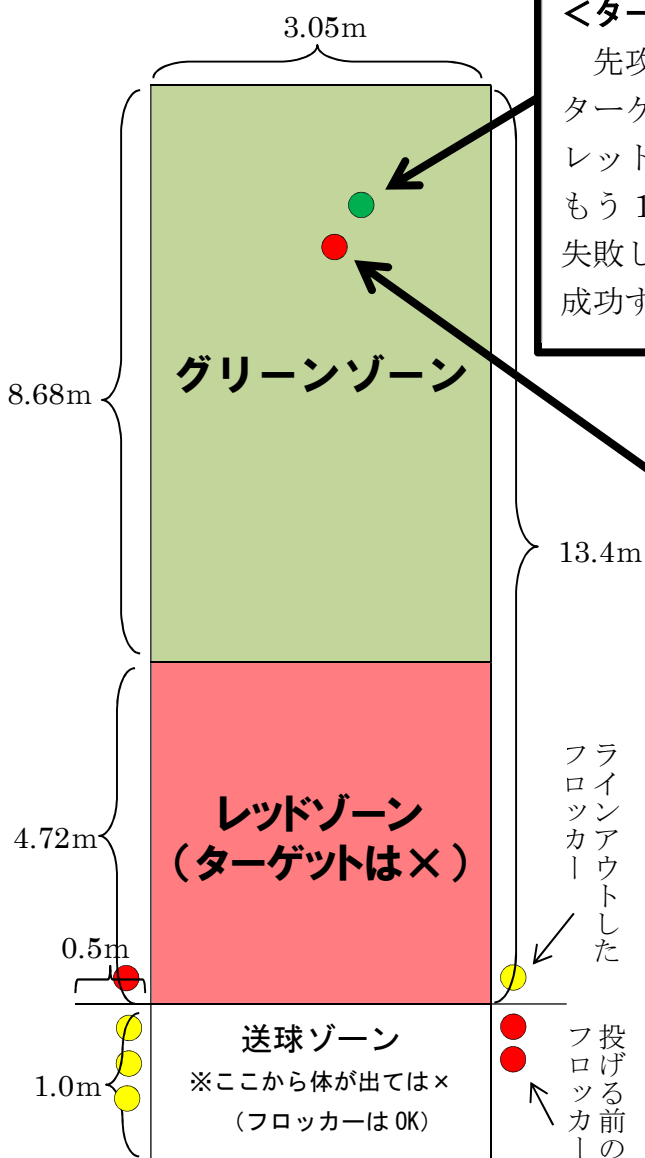 3.05m
＜ター
先攻
ターゲ
レット
もう 1
失敗し
成功す
グリーンゾーン
8.68m
13.4m
レッドゾーン
（ターゲットは×）
4.72m
ラインアウトした
フロッカー
0.5m
送球ゾーン
※ここから体が出ては×
（フロッカーは OK）
1.0m
投げる前の
フロッカー